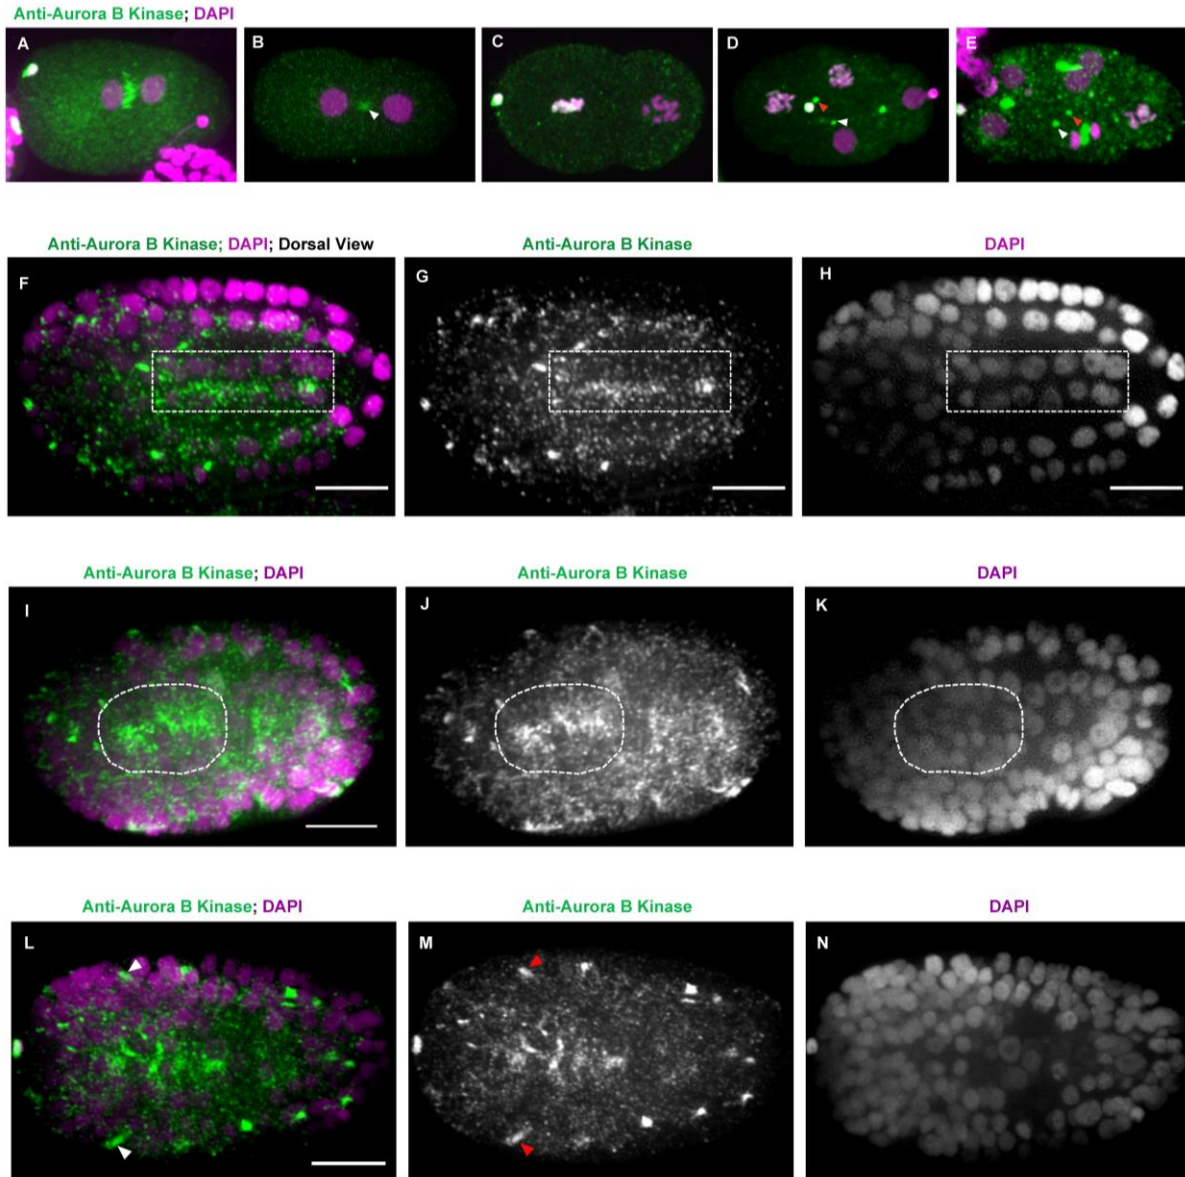 Anti-Aurora B Kinase; DAPI
A
B
C
D
E
Anti-Aurora B Kinase; DAPI; Dorsal View
Anti-Aurora B Kinase
DAPI
F
G
H
Anti-Aurora B Kinase; DAPI
Anti-Aurora B Kinase
DAPI
I
J
K
Anti-Aurora B Kinase; DAPI
Anti-Aurora B Kinase
DAPI
L
M
N